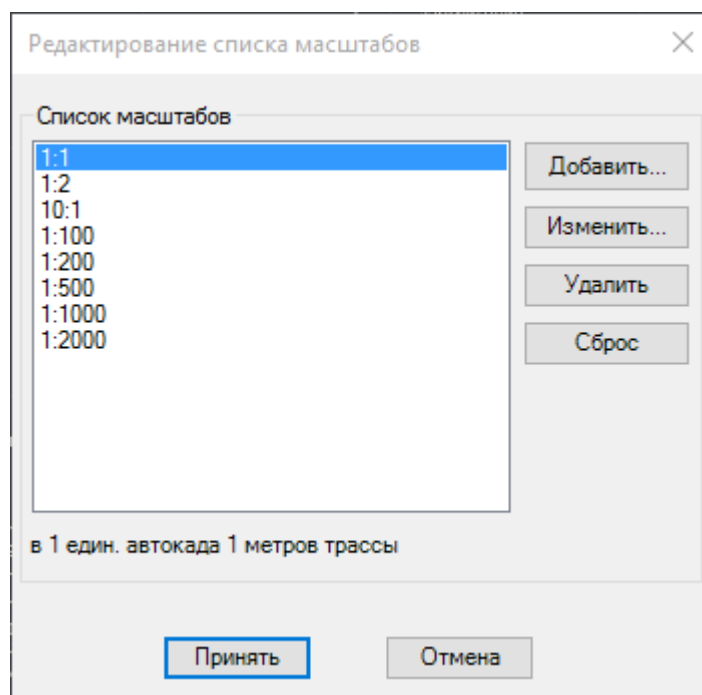 Редактирование списка масштабов
Список масштабов
1:1
1:2
10:1
1:100
1:200
1:500
1:1000
1:2000
Добавить...
Изменить...
Удалить
Сброс
в 1 един. автокада 1 метров трассы
Принять
Отмена